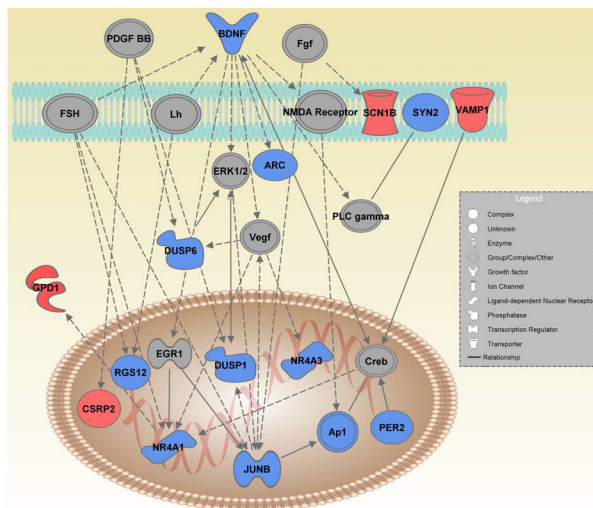 PDGF BB
BDNF
Fgf
FSH
Lh
NMDA Receptor
SCN1B
SYN2
VAMP1
ERK1/2
ARC
PLC gamma
DUSP6
Vegf
GPD1
EGR1
RGS12
DUSP1
NR4A3
Creb
CSRP2
NR4A1
JUNB
Ap1
PER2
Legend
Complex
Unknown
Enzyme
Group/Complex/Other
Growth factor
Ion Channel
Ligand-dependent Nuclear Receptor
Phosphatase
Transcription Regulator
Transporter
Relationship